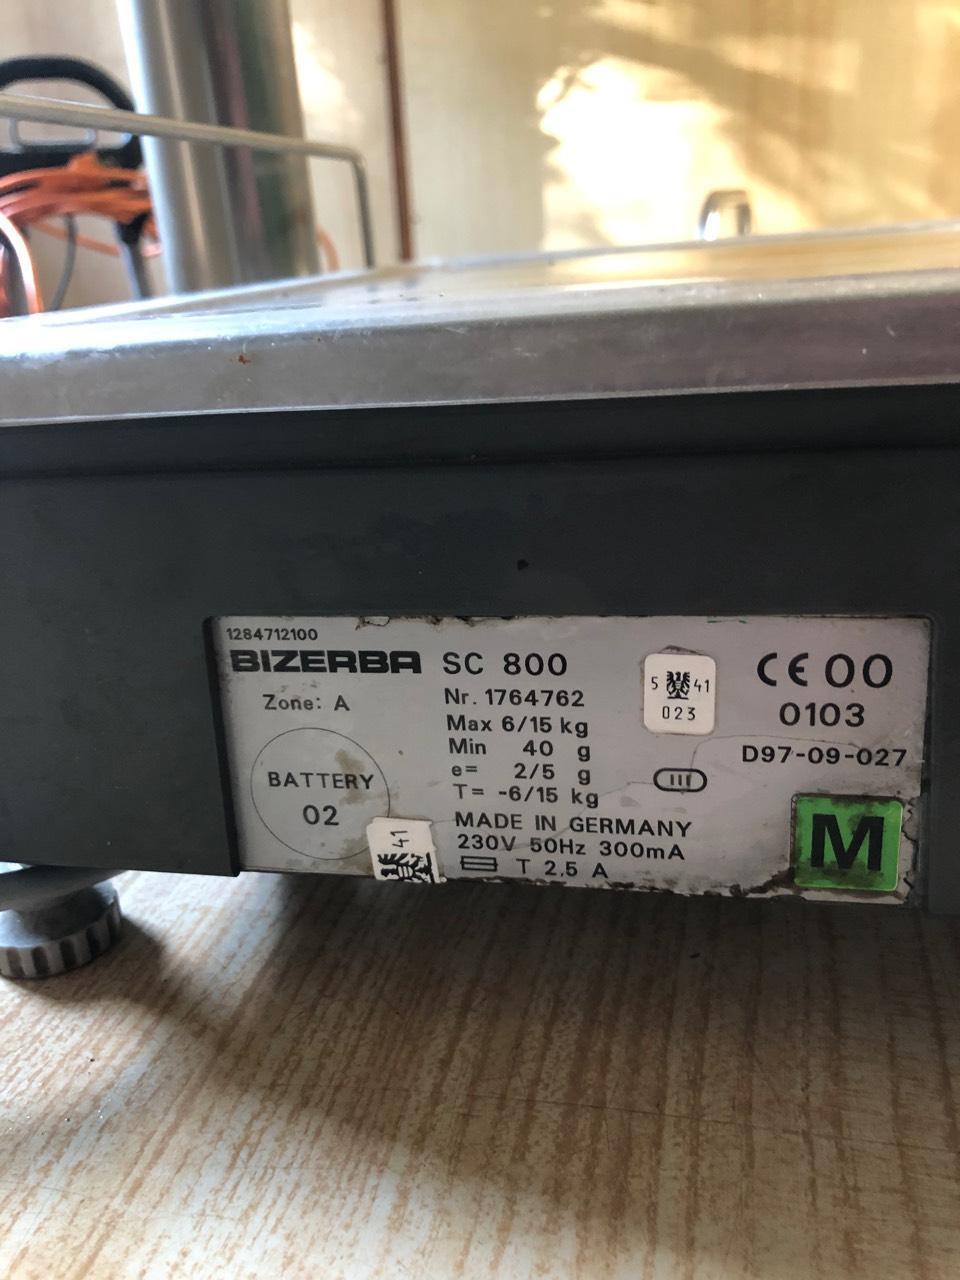 1284712100
BIZERBA SC 800
Zone: A
Nr. 1764762
Max 6/15 kg
Min 40 g
e= 2/5 g
T= -6/15 kg
MADE IN GERMANY
230V 50Hz 300mA
T 2.5 A
BATTERY
02
41
5 41
023
III
CE 00
0103
D97-09-027
M